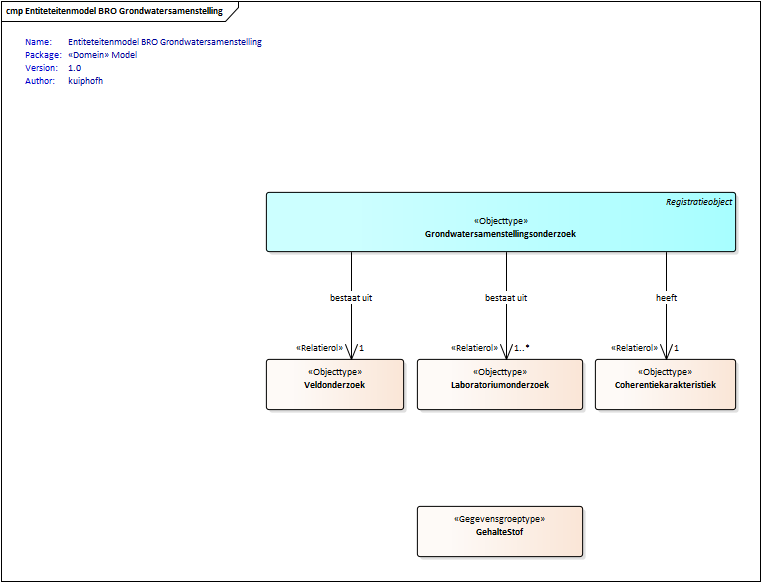 cmp Entiteteitenmodel BRO Grondwatersamenstelling
Name: Entiteteitenmodel BRO Grondwatersamenstelling
Package: «Domein» Model
Version: 1.0
Author: kuiphofh
Registratieobject
«Objecttype»
Grondwatersamenstellingsonderzoek
bestaat uit bestaat uit heeft
«Relatierol» 1 «Relatierol» 1..* «Relatierol» 1
«Objecttype» «Objecttype» «Objecttype»
Veldonderzoek Laboratoriumonderzoek Coherentiekarakteristiek
«Gegevensgroeptype»
GehalteStof